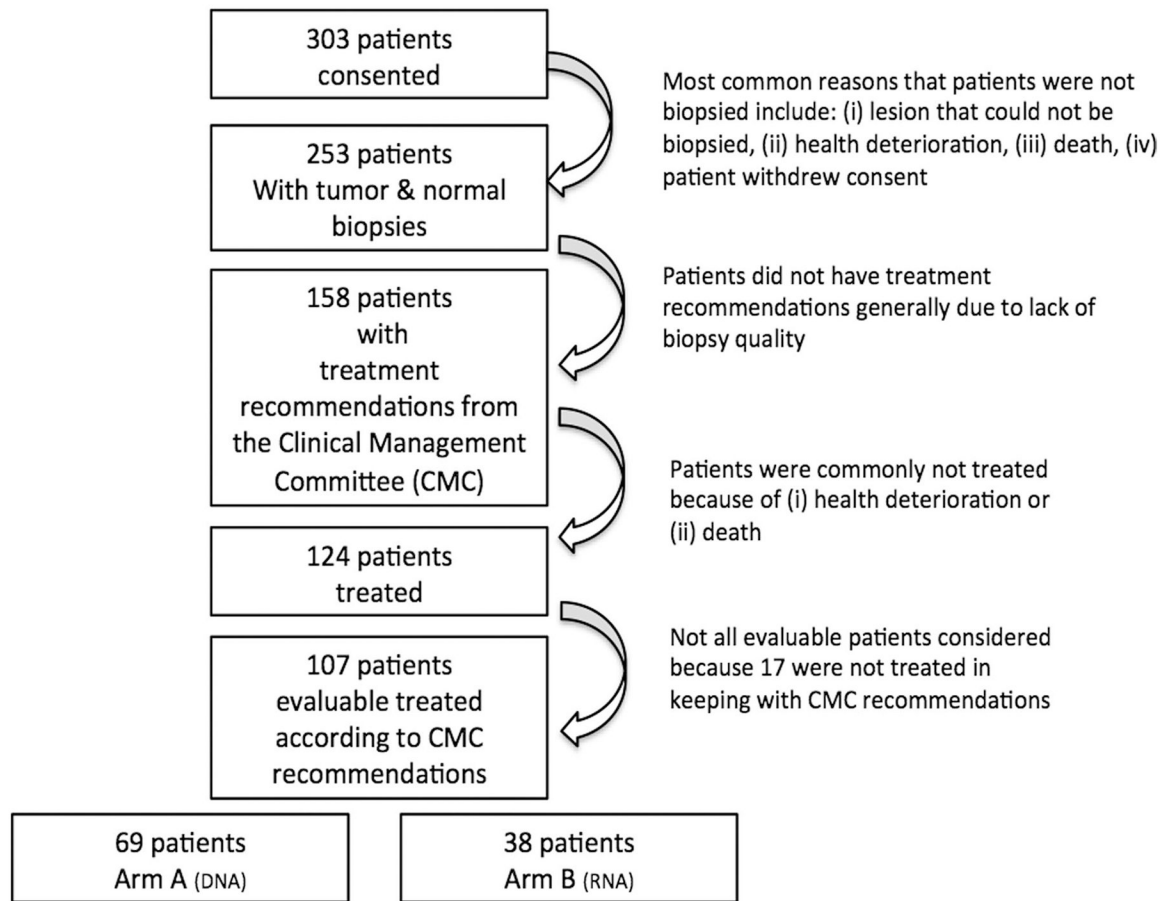 303 patients
consented
Most common reasons that patients were not
biopsied include: (i) lesion that could not be
biopsied, (ii) health deterioration, (iii) death, (iv)
patient withdrew consent
253 patients
With tumor & normal
biopsies
Patients did not have treatment
recommendations generally due to lack of
biopsy quality
158 patients
with
treatment
recommendations from
the Clinical Management
Committee (CMC)
Patients were commonly not treated
because of (i) health deterioration or
(ii) death
124 patients
treated
Not all evaluable patients considered
because 17 were not treated in
keeping with CMC recommendations
107 patients
evaluable treated
according to CMC
recommendations
69 patients
Arm A (DNA)
38 patients
Arm B (RNA)